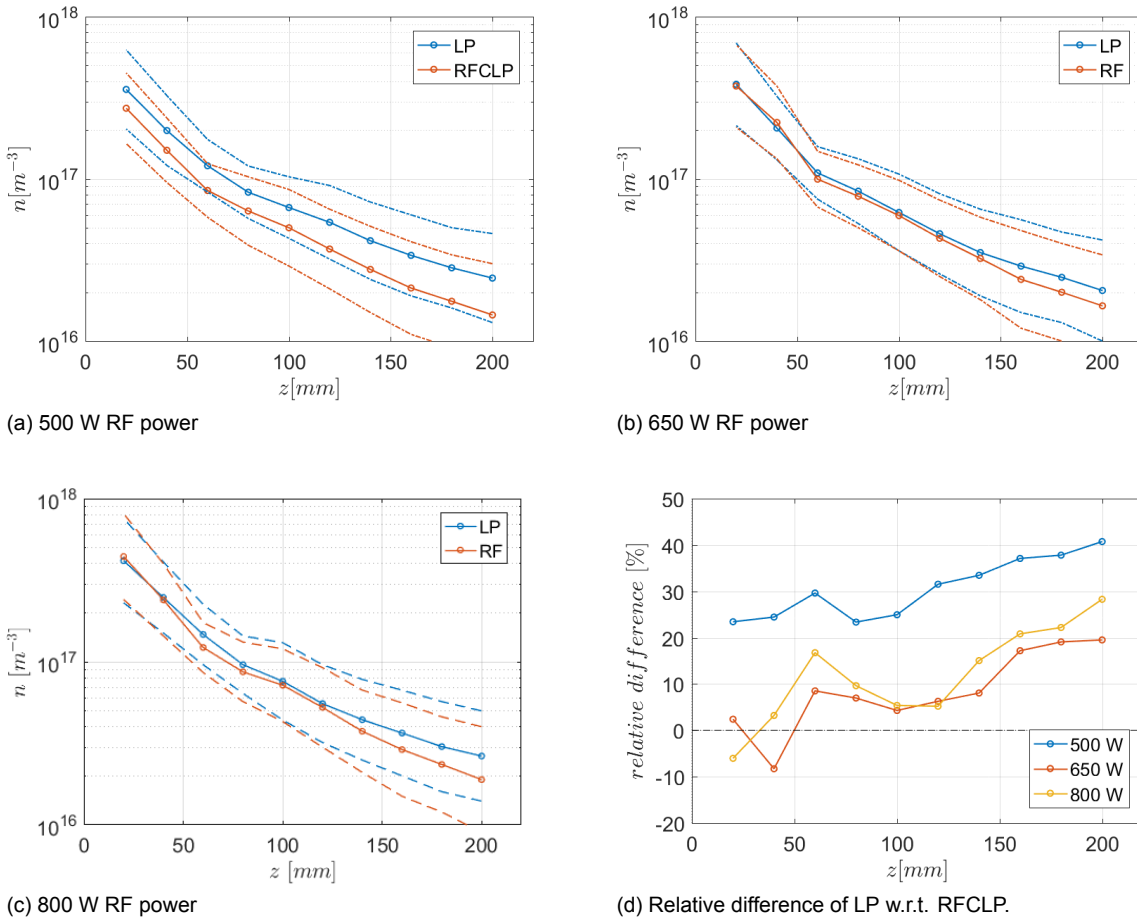 10^18
10^17
10^16
n[m^-3]
0 50 100 150 200
z[mm]
LP
RFCLP
(a) 500 W RF power
10^18
10^17
10^16
n[m^-3]
0 50 100 150 200
z[mm]
LP
RF
(b) 650 W RF power
10^18
10^17
10^16
n [m^-3]
0 50 100 150 200
z [mm]
LP
RF
(c) 800 W RF power
50
40
30
20
10
0
-10
-20
relative difference [%]
0 50 100 150 200
z[mm]
500 W
650 W
800 W
(d) Relative difference of LP w.r.t. RFCLP.